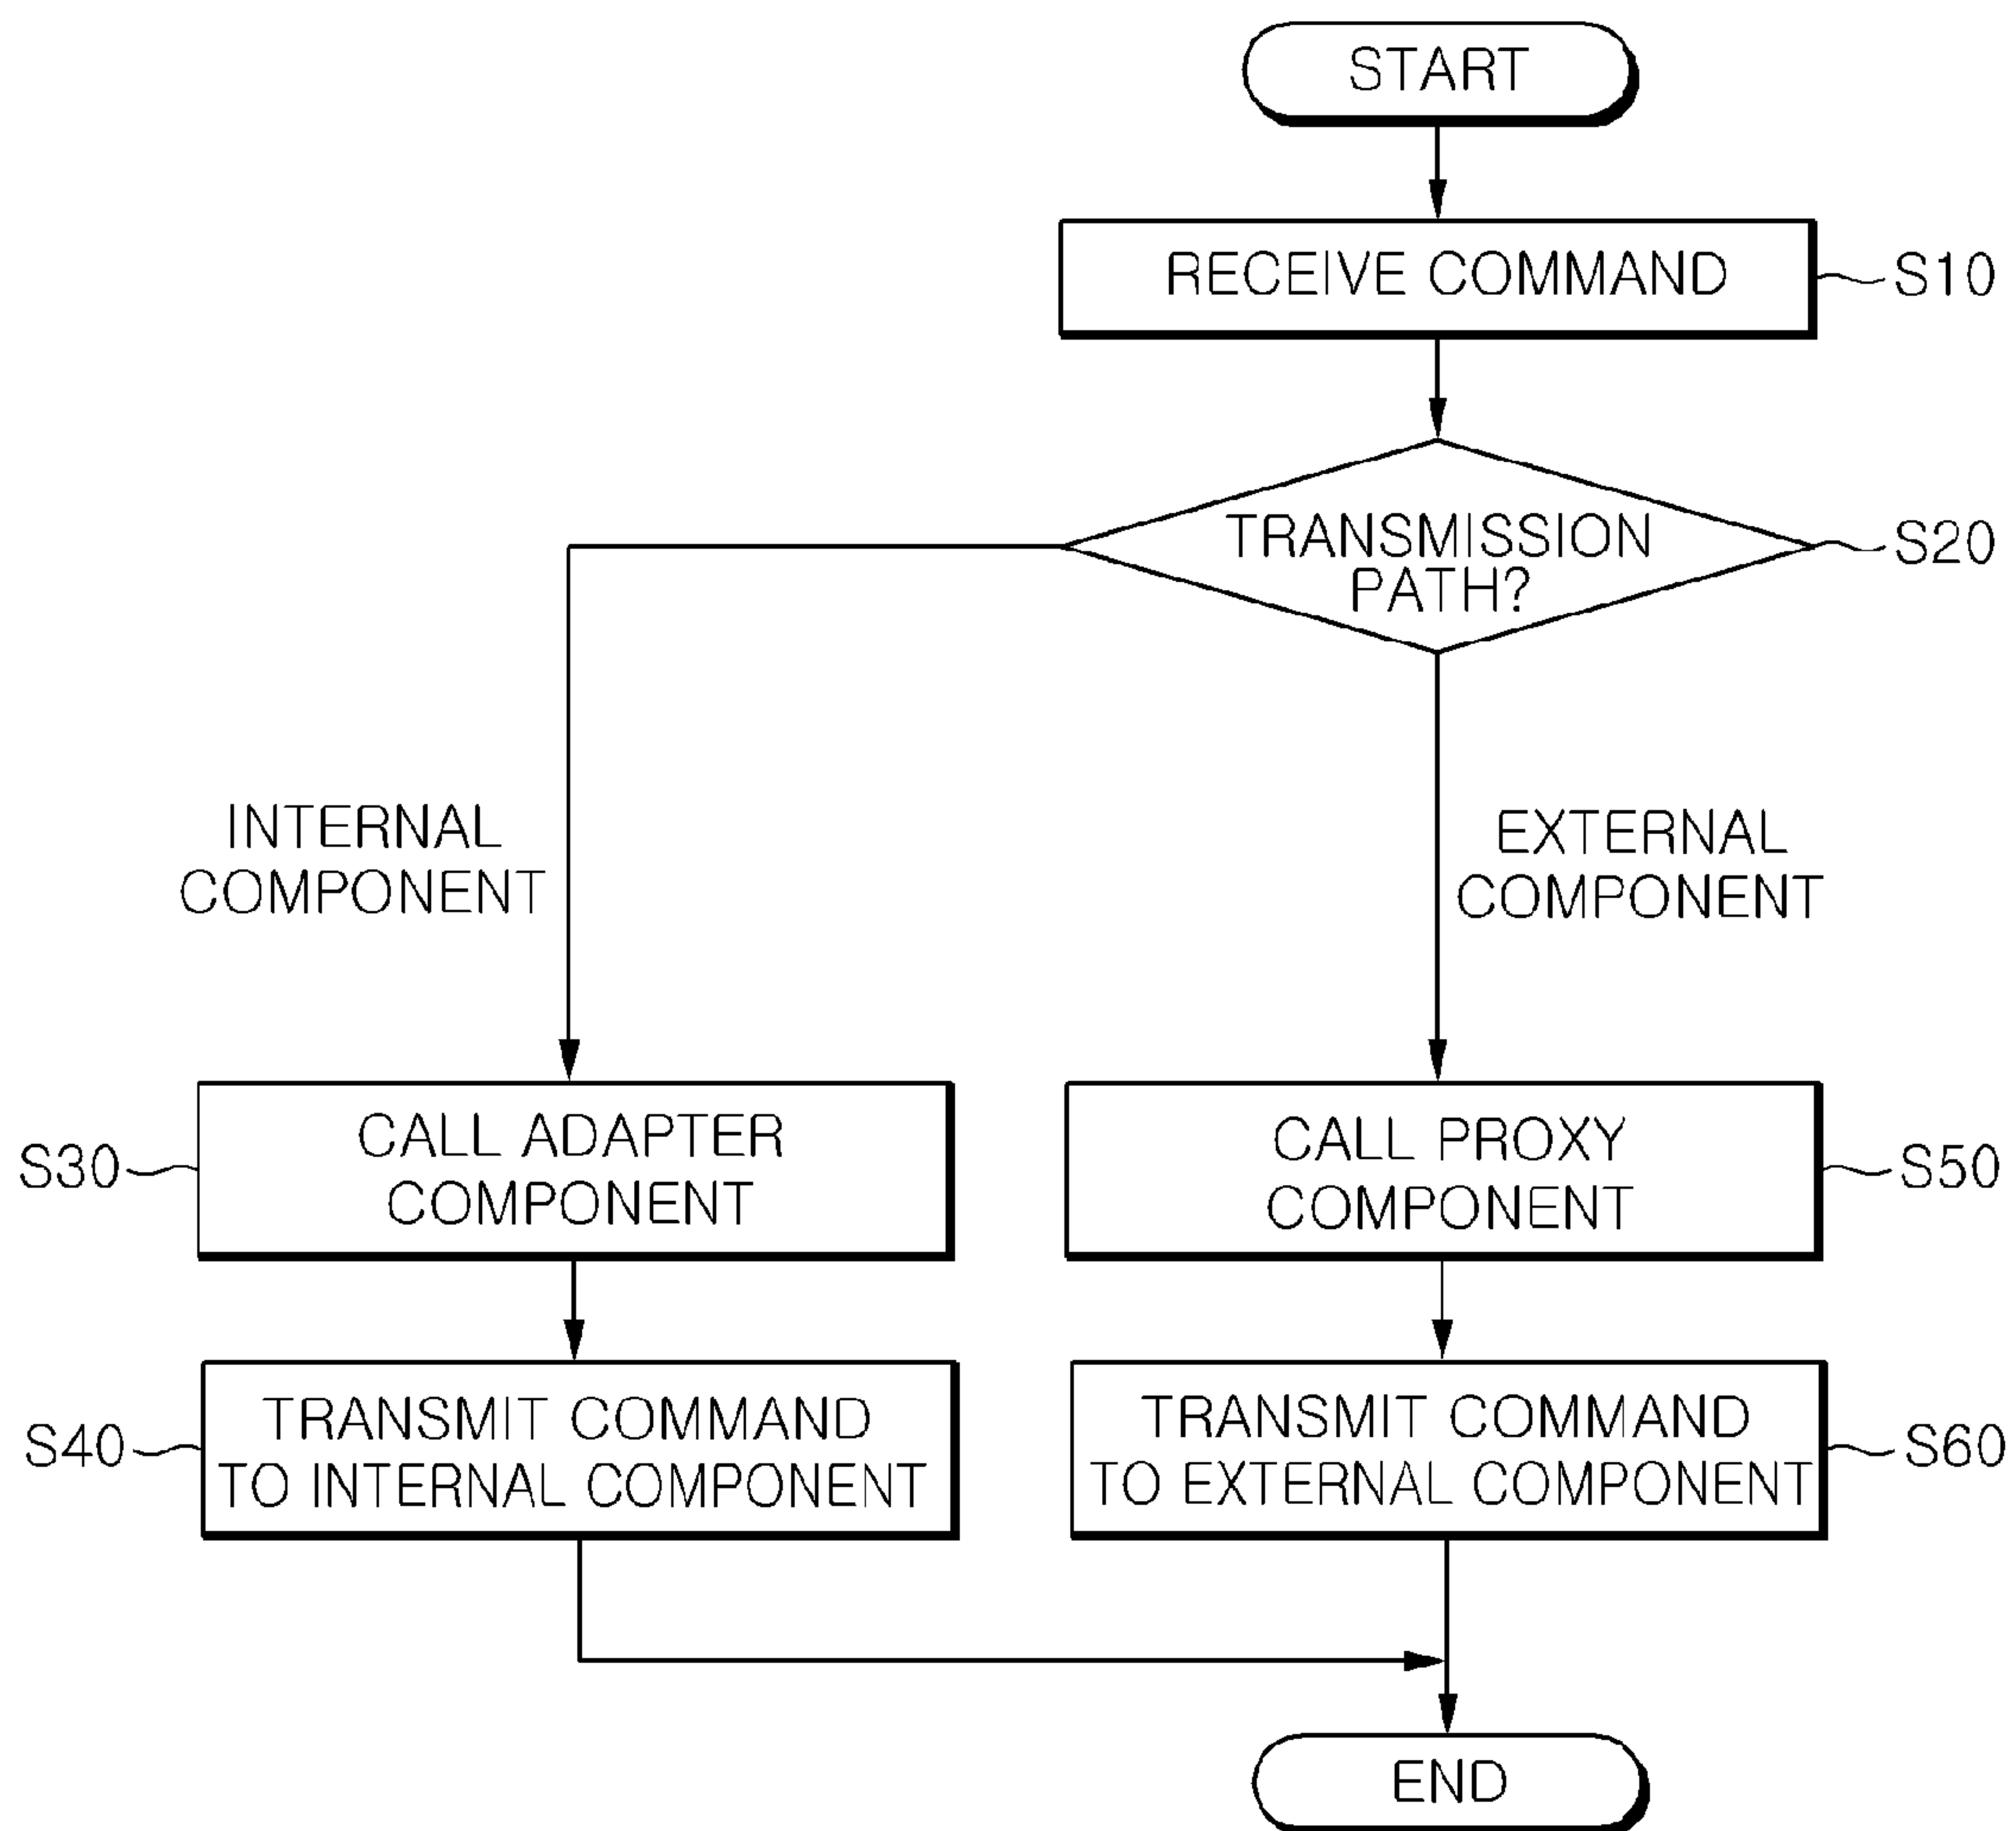 START
RECEIVE COMMAND
S10
TRANSMISSION
PATH?
S20
INTERNAL
COMPONENT
EXTERNAL
COMPONENT
S30
CALL ADAPTER
COMPONENT
CALL PROXY
COMPONENT
S50
S40
TRANSMIT COMMAND
TO INTERNAL COMPONENT
TRANSMIT COMMAND
TO EXTERNAL COMPONENT
S60
END